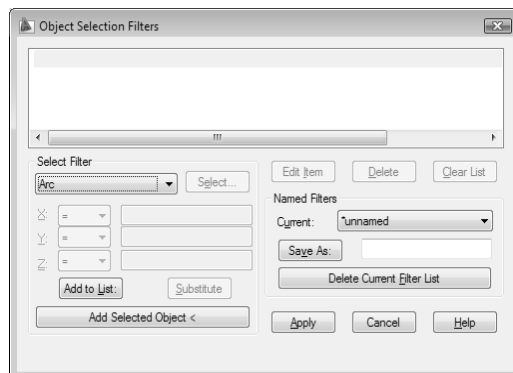 Object Selection Filters
Select Filter
Arc
Select...
X: =
Y: =
Z: =
Add to List:
Substitute
Add Selected Object <
Edit Item
Delete
Clear List
Named Filters
Current: *unnamed
Save As:
Delete Current Filter List
Apply
Cancel
Help